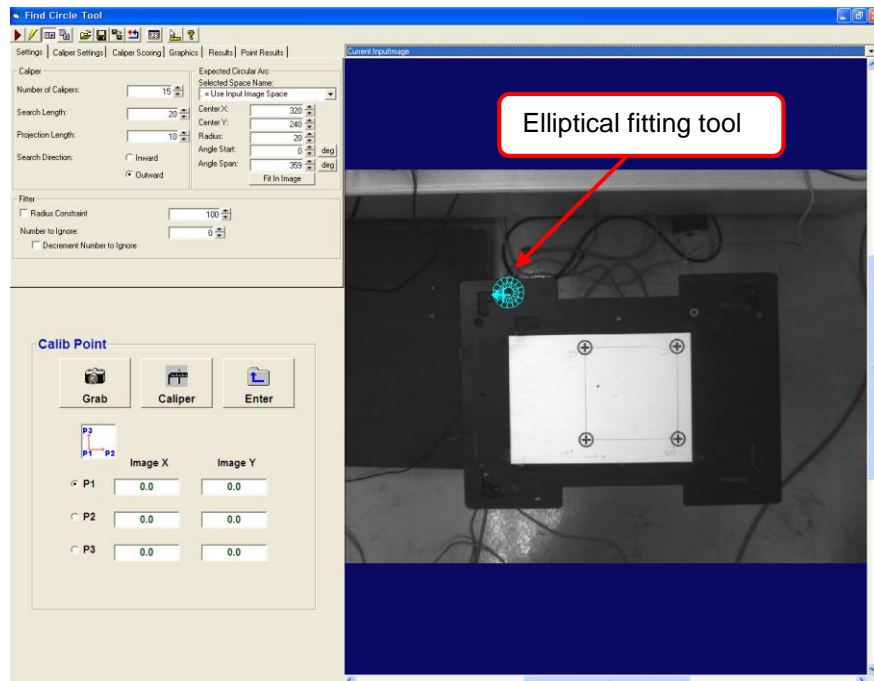 Find Circle Tool
Settings Caliper Settings Caliper Scoring Graphics Results Point Results
Current.InputImage
Caliper
Number of Calipers: 15
Search Length: 20
Projection Length: 10
Search Direction: Inward
Outward
Expected Circular Arc
Selected Space Name:
. = Use Input Image Space
Center X: 320
Center Y: 240
Radius: 20
Angle Start: 0 deg
Angle Span: 359 deg
Fit In Image
Fitter
Radius Constraint 100
Number to Ignore: 0
Decrement Number to Ignore
Elliptical fitting tool
Calib Point
Grab Caliper Enter
P3
P1 P2
Image X Image Y
P1 0.0 0.0
P2 0.0 0.0
P3 0.0 0.0